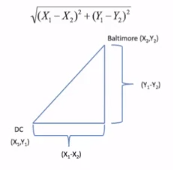 √(X₁ − X₂)² + (Y₁ − Y₂)²
Baltimore (X₂,Y₂)
(Y₁-Y₂)
DC
(X₁,Y₁)
(X₁-X₂)